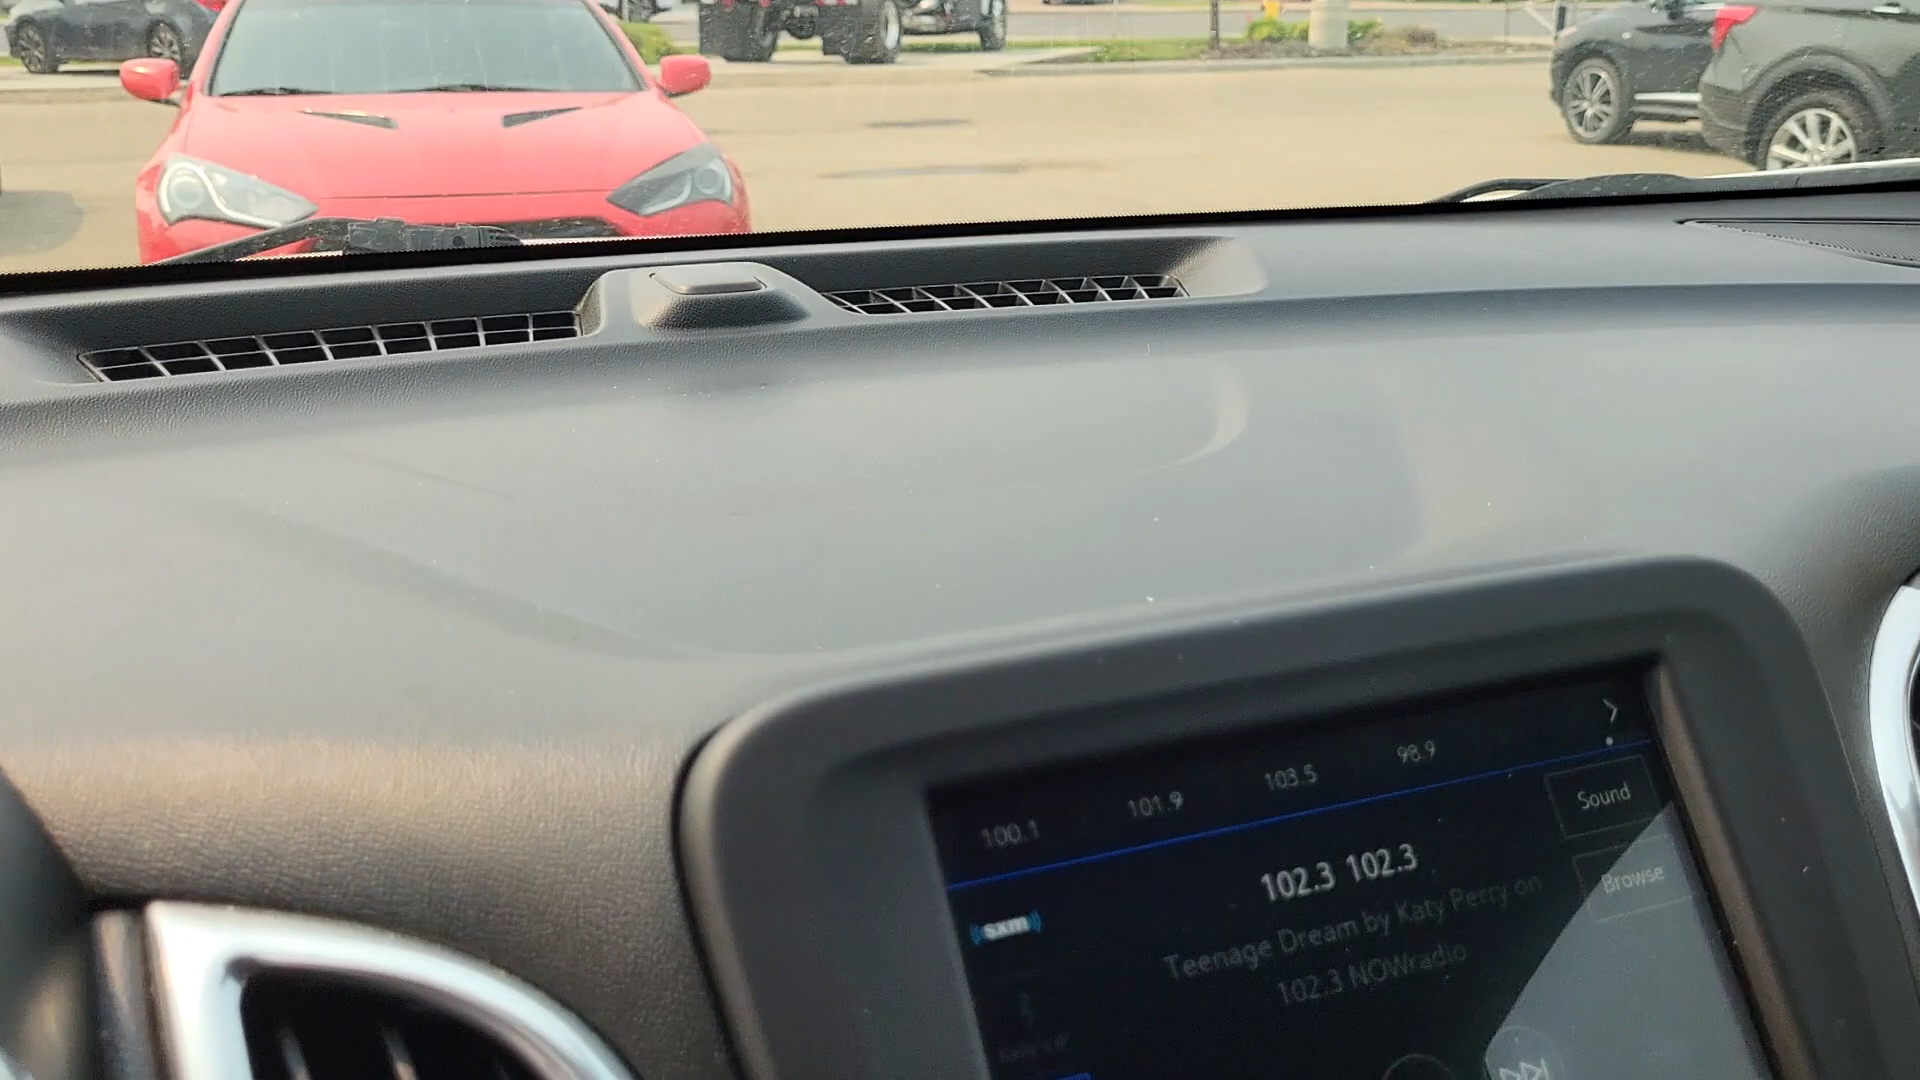 100.1 101.9 103.5 98.9
Sound
102.3 102.3
Browse
sxm
Teenage Dream by Katy Perry on
102.3 NOWradio